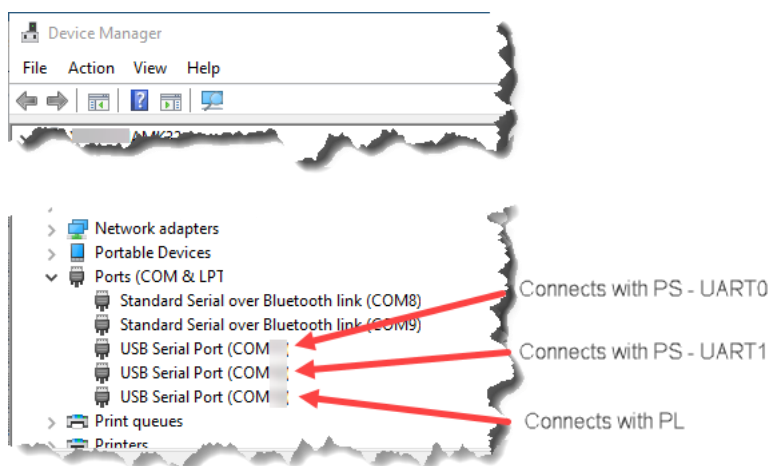 Device Manager
File Action View Help
Network adapters
Portable Devices
Ports (COM & LPT
Standard Serial over Bluetooth link (COM8)
Standard Serial over Bluetooth link (COM9)
USB Serial Port (COM
USB Serial Port (COM
USB Serial Port (COM
Print queues
Printers
Connects with PS - UART0
Connects with PS - UART1
Connects with PL